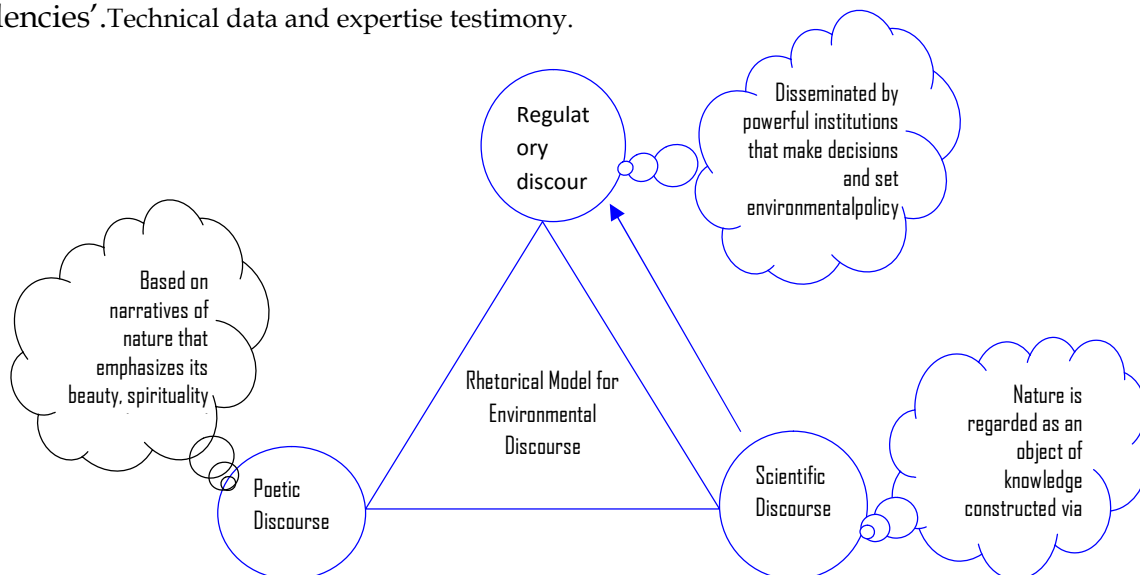 lencies'.Technical data and expertise testimony.
Regulat
ory
discour
Disseminated by
powerful institutions
that make decisions
and set
environmentalpolicy
Based on
narratives of
nature that
emphasizes its
beauty, spirituality
Rhetorical Model for
Environmental
Discourse
Poetic
Discourse
Scientific
Discourse
Nature is
regarded as an
object of
knowledge
constructed via